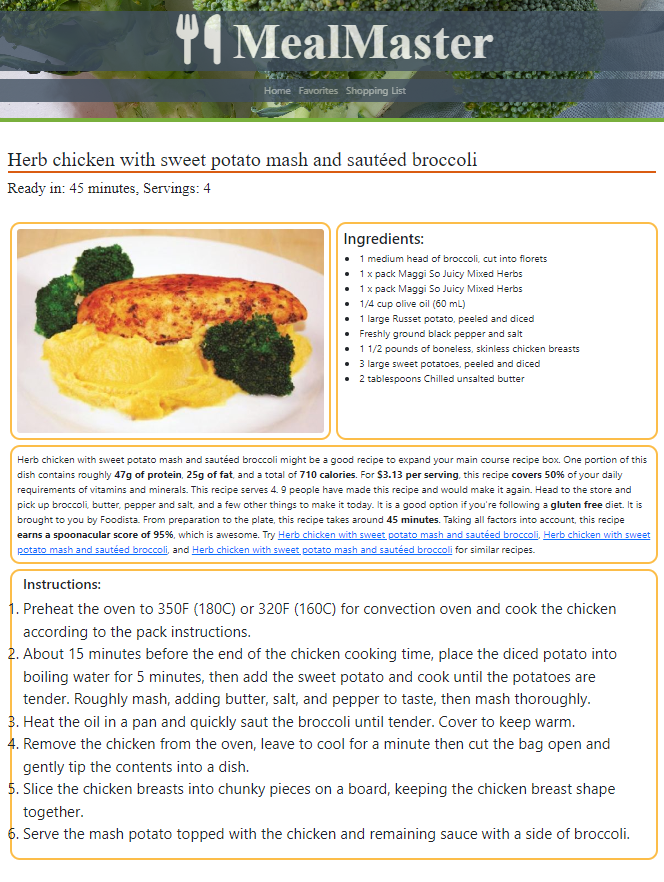 MealMaster
Home Favorites Shopping List
Herb chicken with sweet potato mash and sautéed broccoli
Ready in: 45 minutes, Servings: 4
Ingredients:
1 medium head of broccoli, cut into florets
1 x pack Maggi So Juicy Mixed Herbs
1 x pack Maggi So Juicy Mixed Herbs
1/4 cup olive oil (60 mL)
1 large Russet potato, peeled and diced
Freshly ground black pepper and salt
1 1/2 pounds of boneless, skinless chicken breasts
3 large sweet potatoes, peeled and diced
2 tablespoons Chilled unsalted butter
Herb chicken with sweet potato mash and sautéed broccoli might be a good recipe to expand your main course recipe box. One portion of this
dish contains roughly 47g of protein, 25g of fat, and a total of 710 calories. For $3.13 per serving, this recipe covers 50% of your daily
requirements of vitamins and minerals. This recipe serves 4. 9 people have made this recipe and would make it again. Head to the store and
pick up broccoli, butter, pepper and salt, and a few other things to make it today. It is a good option if you're following a gluten free diet. It is
brought to you by Foodista. From preparation to the plate, this recipe takes around 45 minutes. Taking all factors into account, this recipe
earns a spoonacular score of 95%, which is awesome. Try Herb chicken with sweet potato mash and sautéed broccoli, Herb chicken with sweet
potato mash and sautéed broccoli, and Herb chicken with sweet potato mash and sautéed broccoli for similar recipes.
Instructions:
1. Preheat the oven to 350F (180C) or 320F (160C) for convection oven and cook the chicken
according to the pack instructions.
2. About 15 minutes before the end of the chicken cooking time, place the diced potato into
boiling water for 5 minutes, then add the sweet potato and cook until the potatoes are
tender. Roughly mash, adding butter, salt, and pepper to taste, then mash thoroughly.
3. Heat the oil in a pan and quickly saut the broccoli until tender. Cover to keep warm.
4. Remove the chicken from the oven, leave to cool for a minute then cut the bag open and
gently tip the contents into a dish.
5. Slice the chicken breasts into chunky pieces on a board, keeping the chicken breast shape
together.
6. Serve the mash potato topped with the chicken and remaining sauce with a side of broccoli.